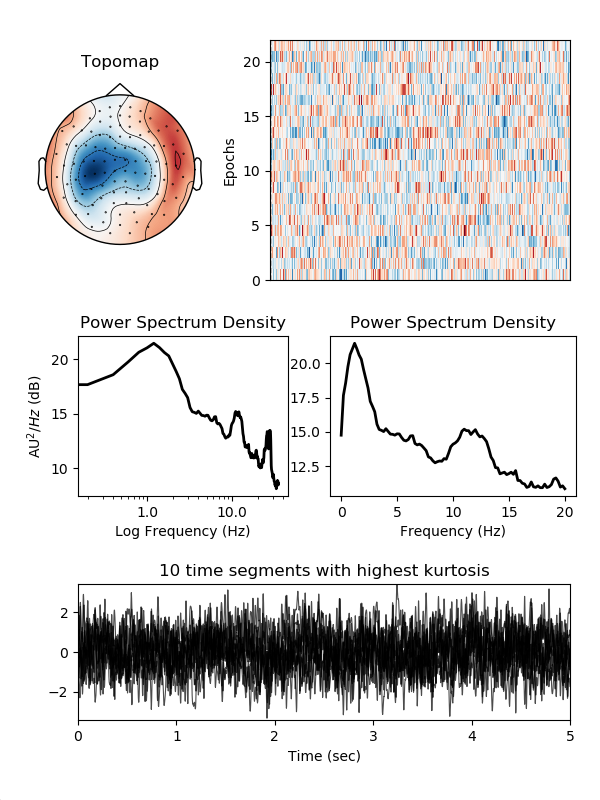 Topomap
Epochs
20
15
10
5
0
Power Spectrum Density
AU²/Hz (dB)
20
15
10
1.0 10.0
Log Frequency (Hz)
Power Spectrum Density
20.0
17.5
15.0
12.5
0 5 10 15 20
Frequency (Hz)
10 time segments with highest kurtosis
2
0
−2
0 1 2 3 4 5
Time (sec)